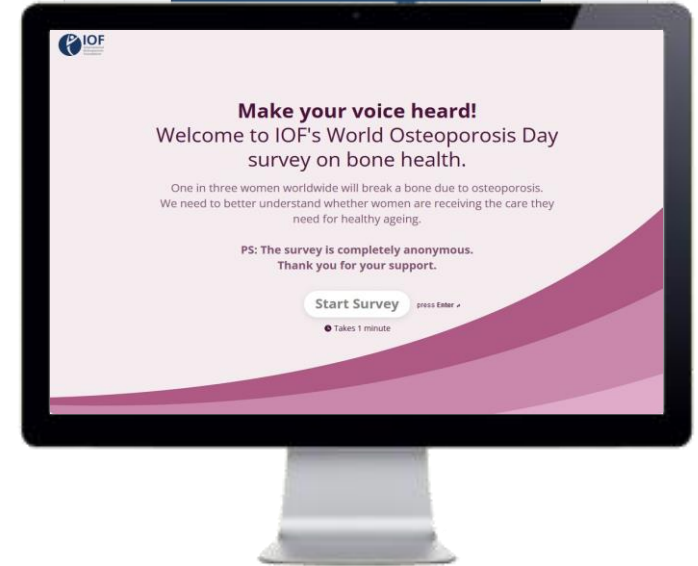 IOF
Make your voice heard!
Welcome to IOF's World Osteoporosis Day
survey on bone health.
One in three women worldwide will break a bone due to osteoporosis.
We need to better understand whether women are receiving the care they
need for healthy ageing.
PS: The survey is completely anonymous.
Thank you for your support.
Start Survey press Enter
Takes 1 minute